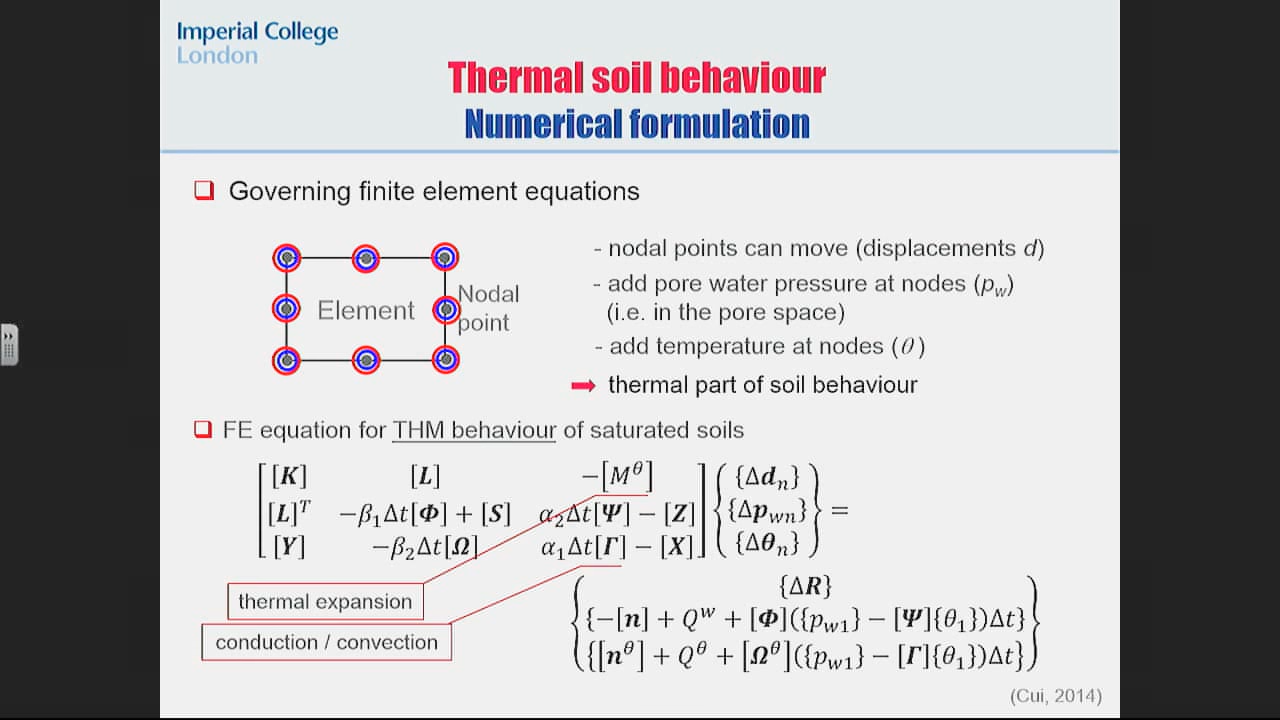 Imperial College
London
Thermal soil behaviour
Numerical formulation
❑ Governing finite element equations
Element
Nodal
point
- nodal points can move (displacements d)
- add pore water pressure at nodes (p_w)
(i.e. in the pore space)
- add temperature at nodes (θ)
➡ thermal part of soil behaviour
❑ FE equation for THM behaviour of saturated soils
[K] [L] −[M^θ] {Δd_n}
[L]^T −β₁Δt[Φ] + [S] α₂Δt[Ψ] − [Z] {Δp_wn} =
[Y] −β₂Δt[Ω] α₁Δt[Γ] − [X] {Δθ_n}
thermal expansion
conduction / convection
{ΔR}
{−[n] + Q^w + [Φ]({p_w1} − [Ψ]{θ₁})Δt}
{[n^θ] + Q^θ + [Ω^θ]({p_w1} − [Γ]{θ₁})Δt}
(Cui, 2014)